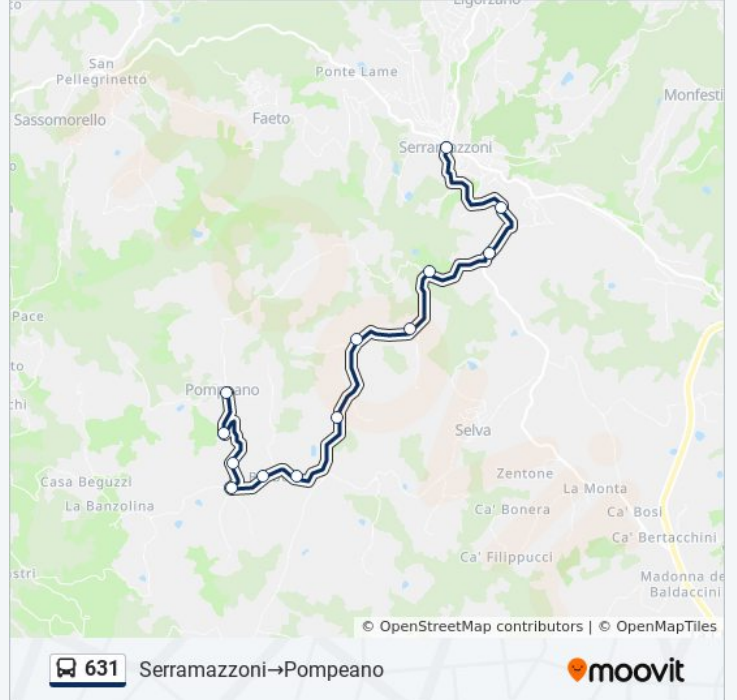 Ligorzano
San
Pellegrinetto
Ponte Lame
Monfesti
Sassomorello
Faeto
Serramazzoni
Pace
Pompeano
Selva
Zentone
Casa Beguzzi
La Monta
La Banzolina
Ca' Bonera
Ca' Bosi
Ca' Bertacchini
Ca' Filippucci
Madonna de
Baldaccini
© OpenStreetMap contributors | © OpenMapTiles
631 Serramazzoni→Pompeano
moovit